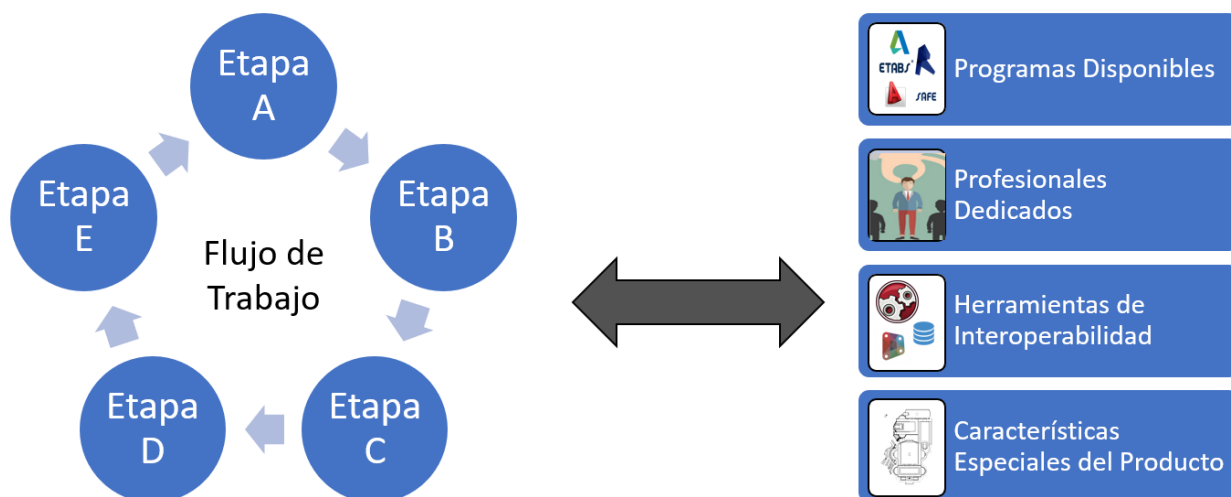 Etapa
A
Etapa
B
Etapa
C
Etapa
D
Etapa
E
Flujo de
Trabajo
ETABS
SAFE
Programas Disponibles
Profesionales
Dedicados
Herramientas de
Interoperabilidad
Características
Especiales del Producto